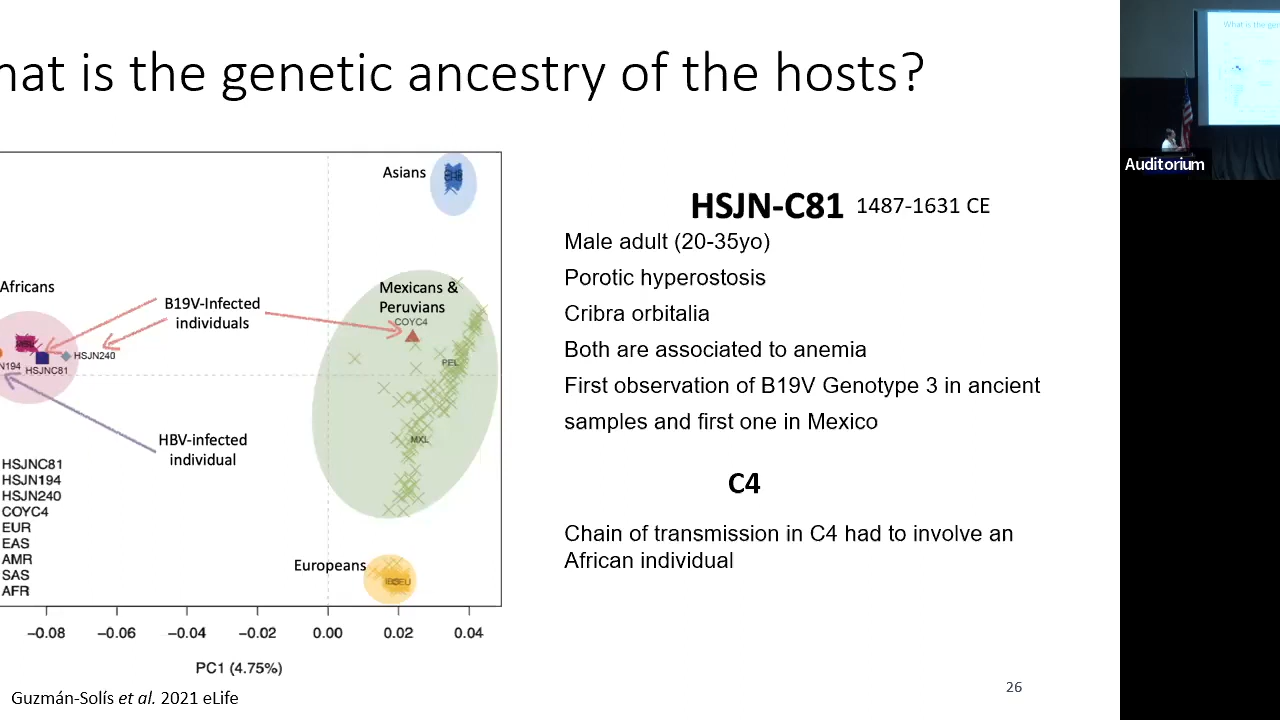 hat is the genetic ancestry of the hosts?
What is the gen
Auditorium
Asians
Africans
B19V-Infected
individuals
Mexicans &
Peruvians
COYC4
HSJN240
N194
HSJNC81
PEL
MXL
HBV-infected
individual
HSJNC81
HSJN194
HSJN240
COYC4
EUR
EAS
AMR
SAS
AFR
Europeans
−0.08 −0.06 −0.04 −0.02 0.00 0.02 0.04
PC1 (4.75%)
Guzmán-Solís et al. 2021 eLife
HSJN-C81 1487-1631 CE
Male adult (20-35yo)
Porotic hyperostosis
Cribra orbitalia
Both are associated to anemia
First observation of B19V Genotype 3 in ancient
samples and first one in Mexico
C4
Chain of transmission in C4 had to involve an
African individual
26